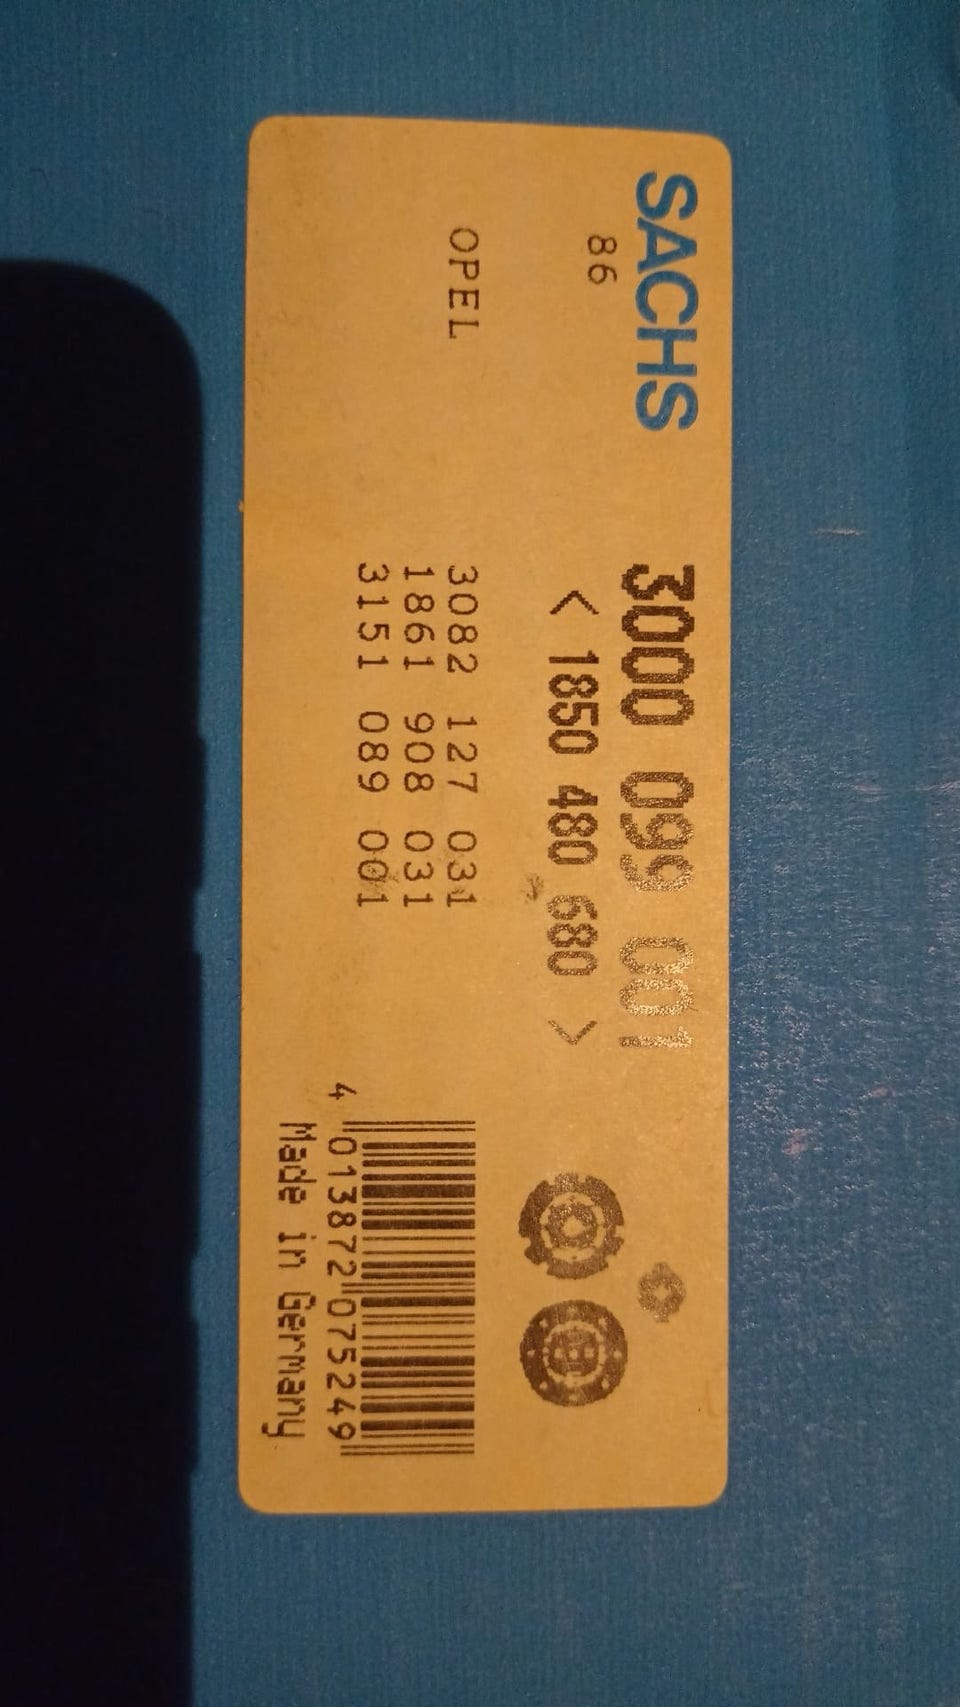 SACHS
3000 099 001
86
< 1850 480 680 >
OPEL
3082 127 031
1861 908 031
3151 089 001
4 013872 075249
Made in Germany